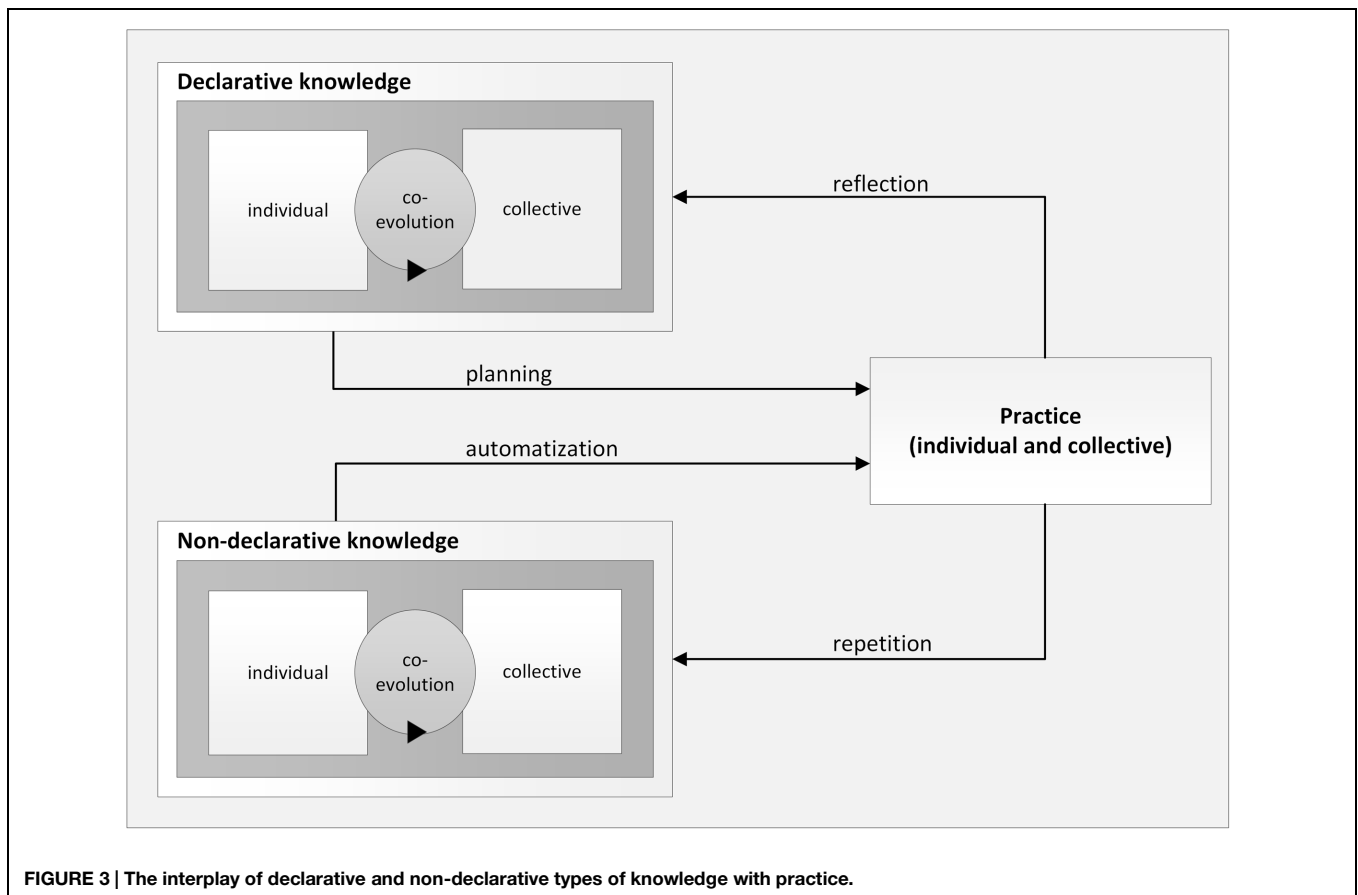 Declarative knowledge
individual
co-
evolution
collective
reflection
planning
Practice
(individual and collective)
automatization
Non-declarative knowledge
individual
co-
evolution
collective
repetition
FIGURE 3 | The interplay of declarative and non-declarative types of knowledge with practice.